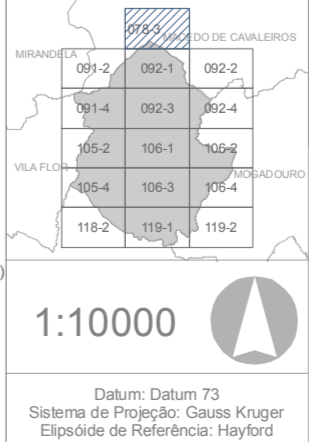 078-3
MACEDO DE CAVALEIROS
MIRANDELA
091-2 092-1 092-2
091-4 092-3 092-4
105-2 106-1 106-2
VILA FLOR
MOGADOURO
105-4 106-3 106-4
118-2 119-1 119-2
)
1:10000
Datum: Datum 73
Sistema de Projeção: Gauss Kruger
Elipsóide de Referência: Hayford